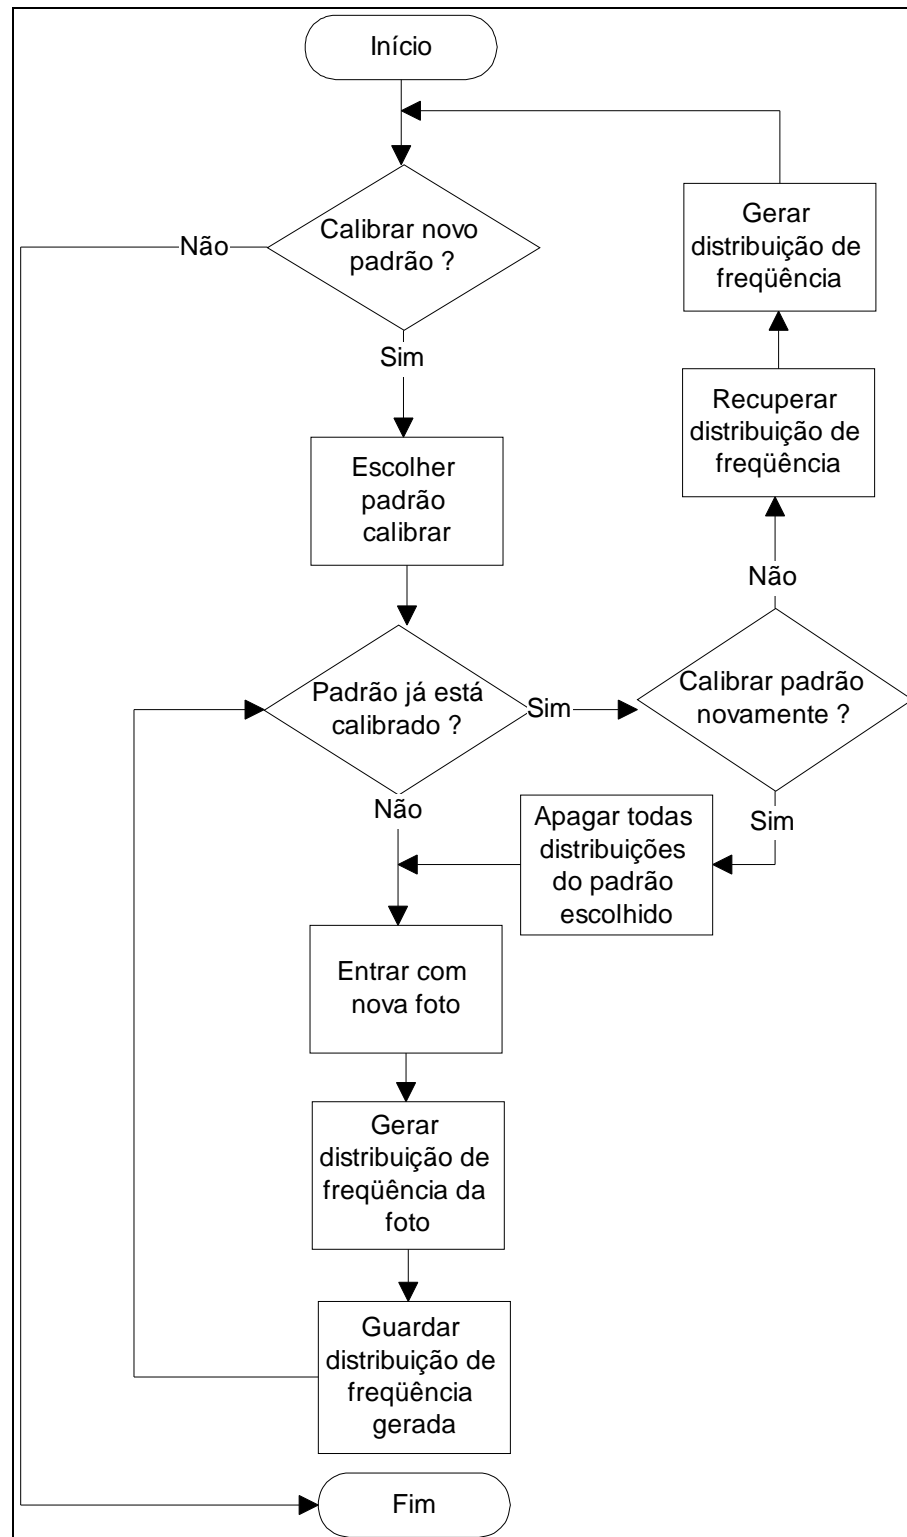 Início
Calibrar novo
padrão ?
Não
Sim
Gerar
distribuição de
freqüência
Recuperar
distribuição de
freqüência
Escolher
padrão
calibrar
Não
Padrão já está
calibrado ?
Sim
Calibrar padrão
novamente ?
Não
Sim
Apagar todas
distribuições
do padrão
escolhido
Entrar com
nova foto
Gerar
distribuição de
freqüência da
foto
Guardar
distribuição de
freqüência
gerada
Fim